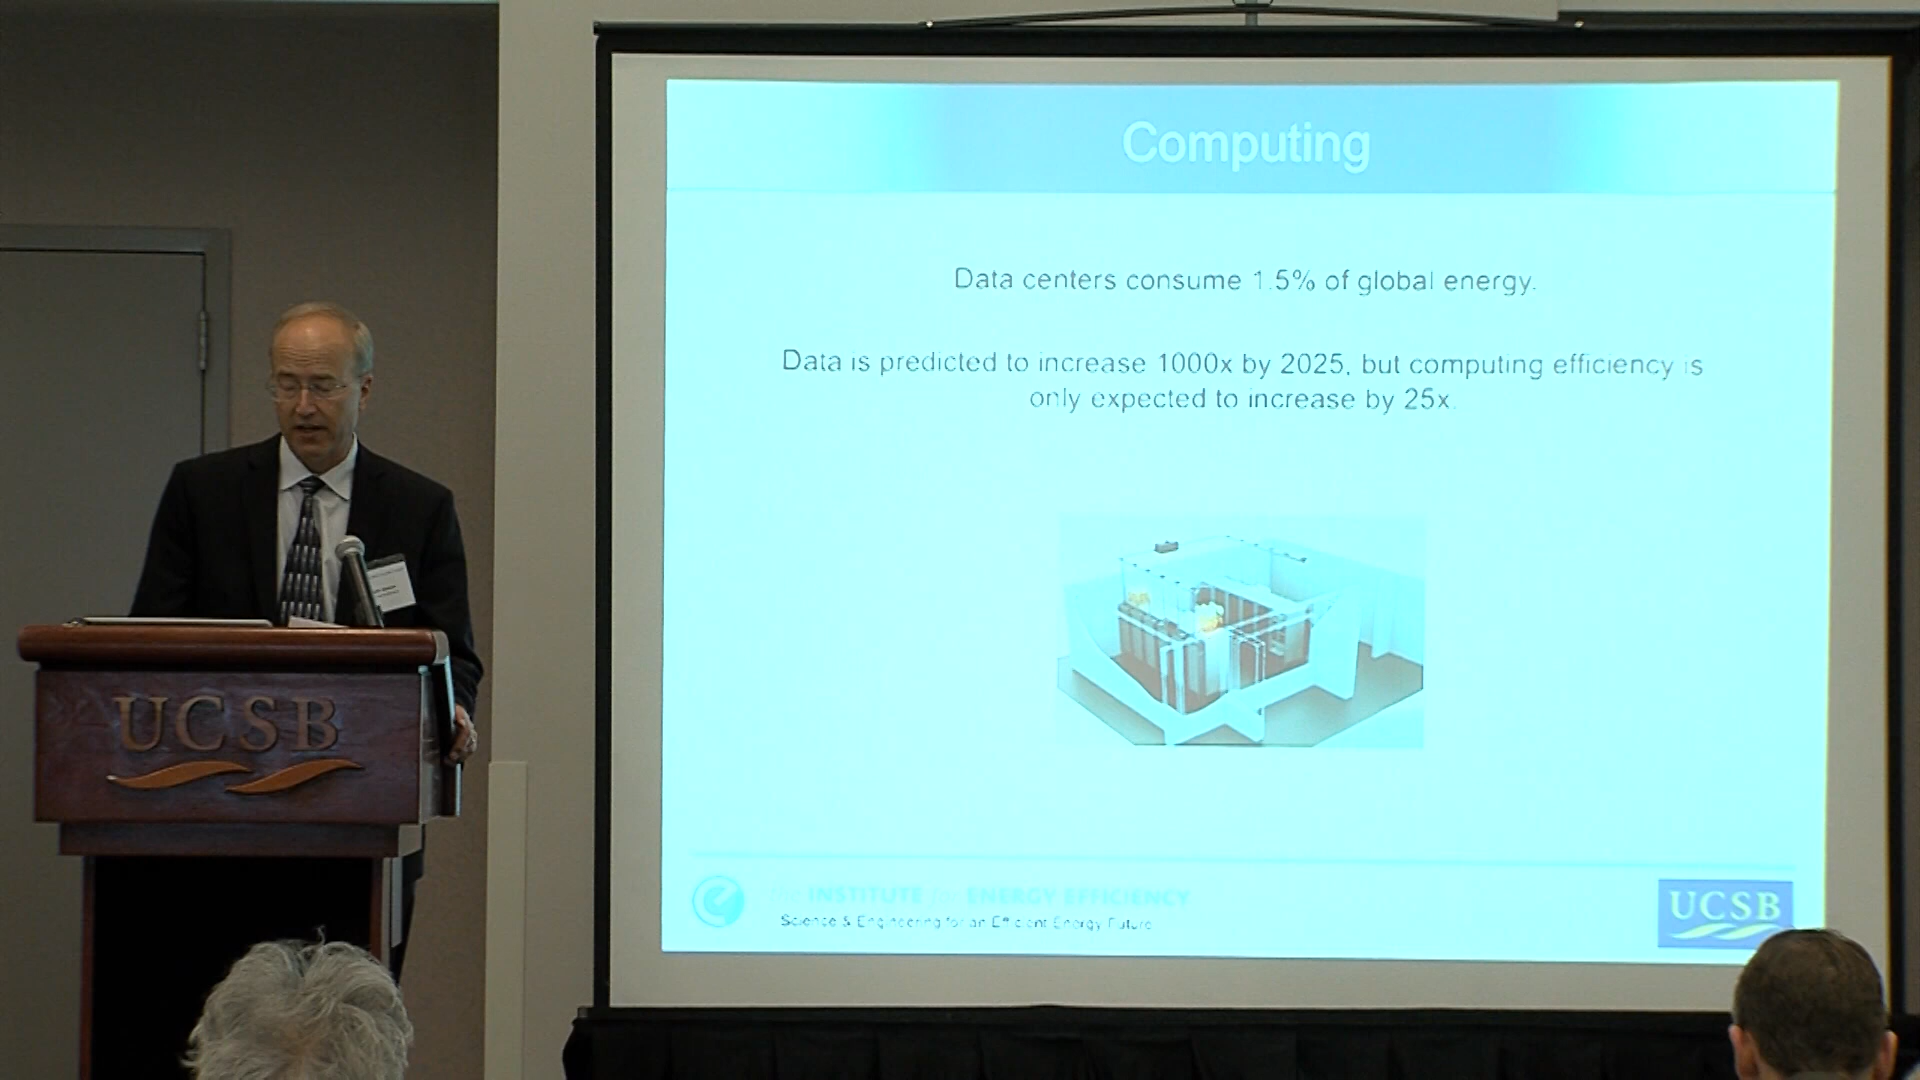 Computing
Data centers consume 1.5% of global energy.
Data is predicted to increase 1000x by 2025, but computing efficiency is
only expected to increase by 25x.
the INSTITUTE for ENERGY EFFICIENCY
Science & Engineering for an Efficient Energy Future
UCSB
UCSB